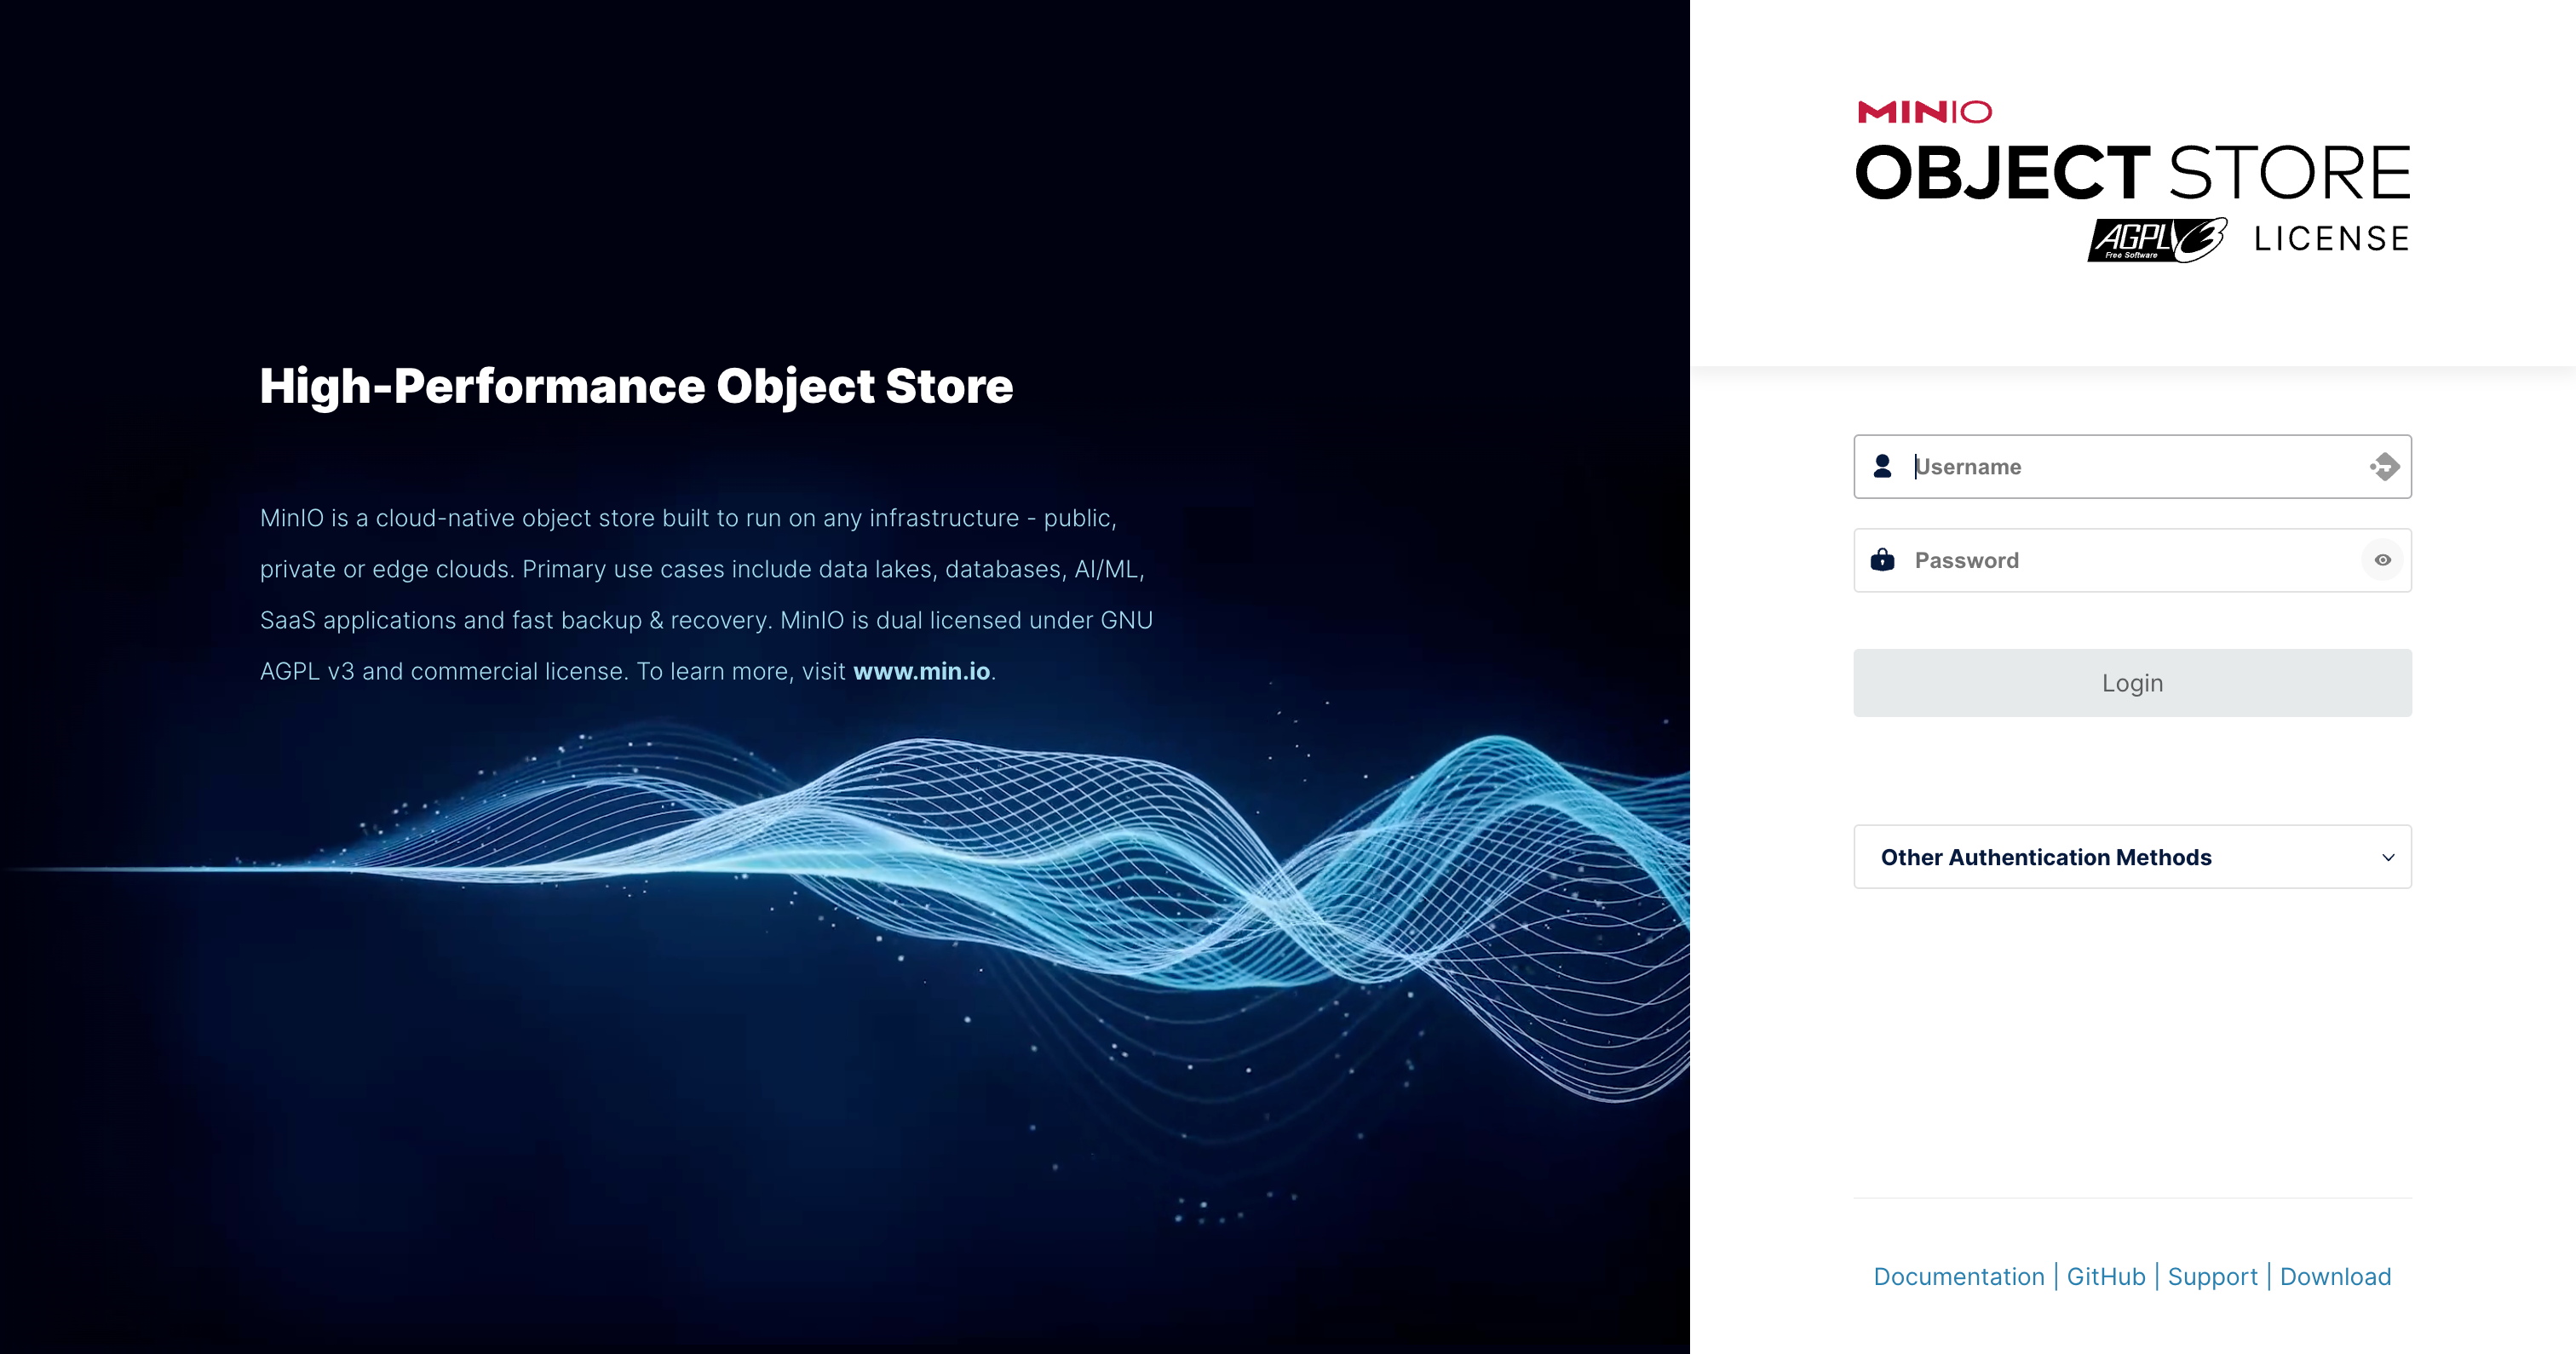 High-Performance Object Store
MinIO is a cloud-native object store built to run on any infrastructure - public,
private or edge clouds. Primary use cases include data lakes, databases, AI/ML,
SaaS applications and fast backup & recovery. MinIO is dual licensed under GNU
AGPL v3 and commercial license. To learn more, visit www.min.io.
MINIO
OBJECT STORE
AGPLv3 LICENSE
Free Software
Username
Password
Login
Other Authentication Methods
Documentation | GitHub | Support | Download